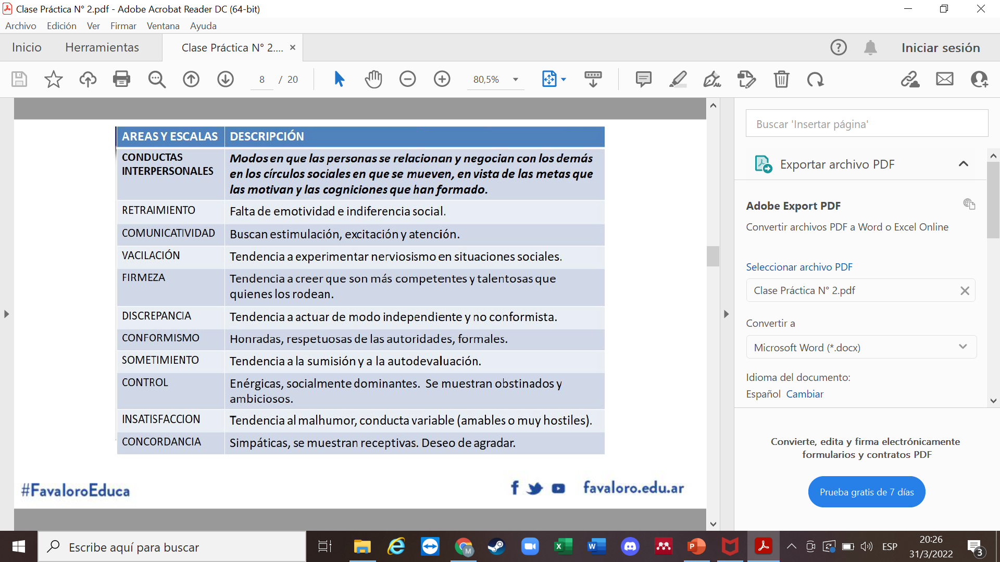 Clase Práctica N° 2.pdf - Adobe Acrobat Reader DC (64-bit)
Archivo Edición Ver Firmar Ventana Ayuda
Inicio Herramientas Clase Práctica N° 2.... × Iniciar sesión
8 / 20 80,5%
Buscar 'Insertar página'
Exportar archivo PDF
Adobe Export PDF
Convertir archivos PDF a Word o Excel Online
Seleccionar archivo PDF
Clase Práctica N° 2.pdf
Convertir a
Microsoft Word (*.docx)
Idioma del documento:
Español Cambiar
Convierte, edita y firma electrónicamente
formularios y contratos PDF
Prueba gratis de 7 días
AREAS Y ESCALAS DESCRIPCIÓN
CONDUCTAS
INTERPERSONALES
Modos en que las personas se relacionan y negocian con los demás
en los círculos sociales en que se mueven, en vista de las metas que
las motivan y las cogniciones que han formado.
RETRAIMIENTO Falta de emotividad e indiferencia social.
COMUNICATIVIDAD Buscan estimulación, excitación y atención.
VACILACIÓN Tendencia a experimentar nerviosismo en situaciones sociales.
FIRMEZA Tendencia a creer que son más competentes y talentosas que
quienes los rodean.
DISCREPANCIA Tendencia a actuar de modo independiente y no conformista.
CONFORMISMO Honradas, respetuosas de las autoridades, formales.
SOMETIMIENTO Tendencia a la sumisión y a la autodevaluación.
CONTROL Enérgicas, socialmente dominantes. Se muestran obstinados y
ambiciosos.
INSATISFACCION Tendencia al malhumor, conducta variable (amables o muy hostiles).
CONCORDANCIA Simpáticas, se muestran receptivas. Deseo de agradar.
#FavaloroEduca favaloro.edu.ar
Escribe aquí para buscar
ESP
20:26
31/3/2022
3